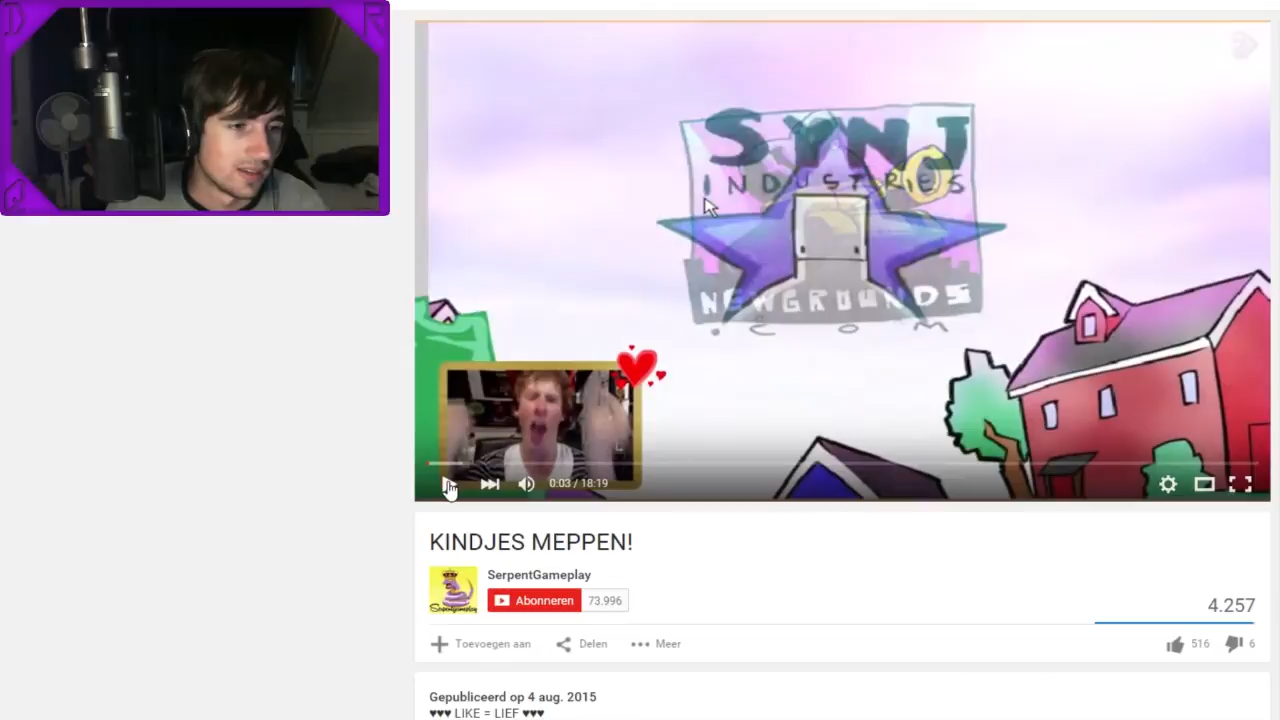 D R
SYNJ
INDUSTRIES
NEWGROUNDS
.COM
0:03 / 18:19
KINDJES MEPPEN!
SerpentGameplay
Abonneren 73.996
4.257
Toevoegen aan Delen Meer
516 6
Gepubliceerd op 4 aug. 2015
♥♥♥ LIKE = LIEF ♥♥♥